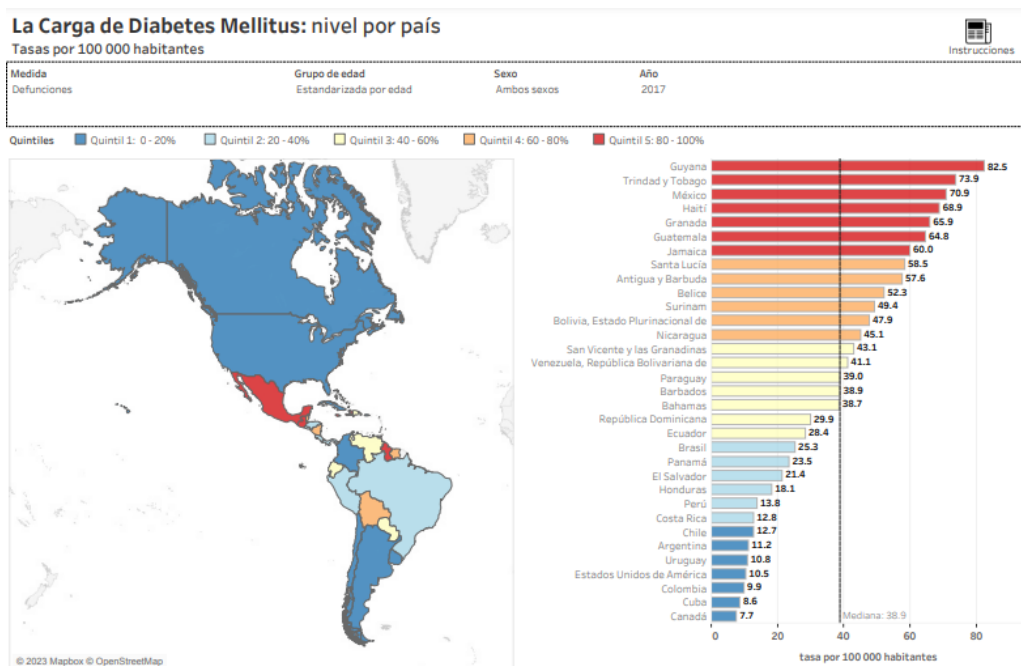 La Carga de Diabetes Mellitus: nivel por país
Tasas por 100 000 habitantes
Instrucciones
Medida
Grupo de edad
Sexo
Año
Defunciones
Estandarizada por edad
Ambos sexos
2017
Quintiles
Quintil 1: 0 - 20%
Quintil 2: 20 - 40%
Quintil 3: 40 - 60%
Quintil 4: 60 - 80%
Quintil 5: 80 - 100%
Guyana 82.5
Trindad y Tobago 73.9
México 70.9
Haití 68.9
Granada 65.9
Guatemala 64.8
Jamaica 60.0
Santa Lucía 58.5
Antigua y Barbuda 57.6
Belice 52.3
Surinam 49.4
Bolivia, Estado Plurinacional de 47.9
Nicaragua 45.1
San Vicente y las Granadinas 43.1
Venezuela, República Bolivariana de 41.1
Paraguay 39.0
Barbados 38.9
Bahamas 38.7
República Dominicana 29.9
Ecuador 28.4
Brasil 25.3
Panamá 23.5
El Salvador 21.4
Honduras 18.1
Perú 13.8
Costa Rica 12.8
Chile 12.7
Argentina 11.2
Uruguay 10.8
Estados Unidos de América 10.5
Colombia 9.9
Cuba 8.6
Canadá 7.7
Mediana: 38.9
0 20 40 60 80
tasa por 100 000 habitantes
© 2023 Mapbox © OpenStreetMap